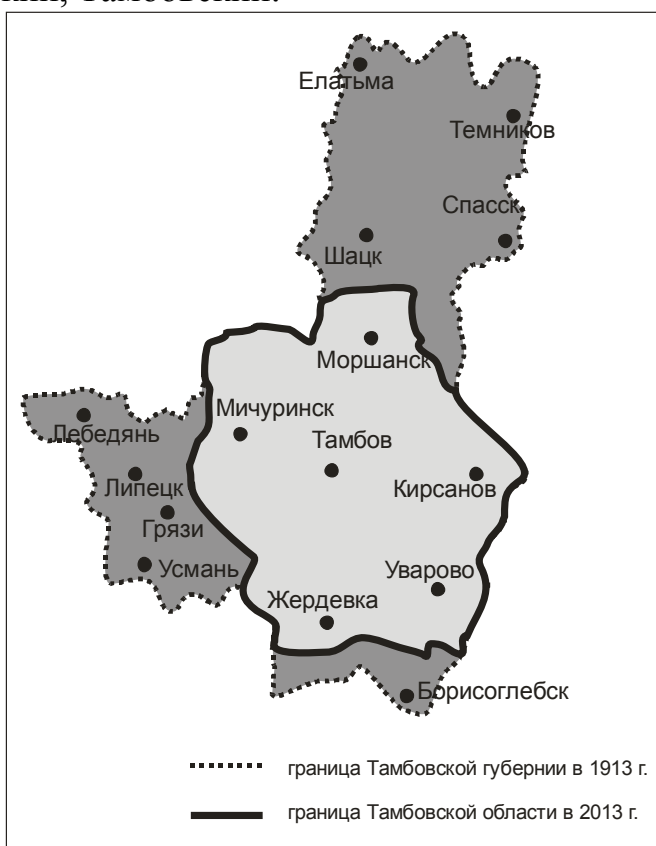 Тамбовский.
Елатьма
Темников
Спасск
Шацк
Моршанск
Мичуринск
Лебедянь
Тамбов
Липецк
Кирсанов
Грязи
Усмань
Уварово
Жердевка
Борисоглебск
граница Тамбовской губернии в 1913 г.
граница Тамбовской области в 2013 г.